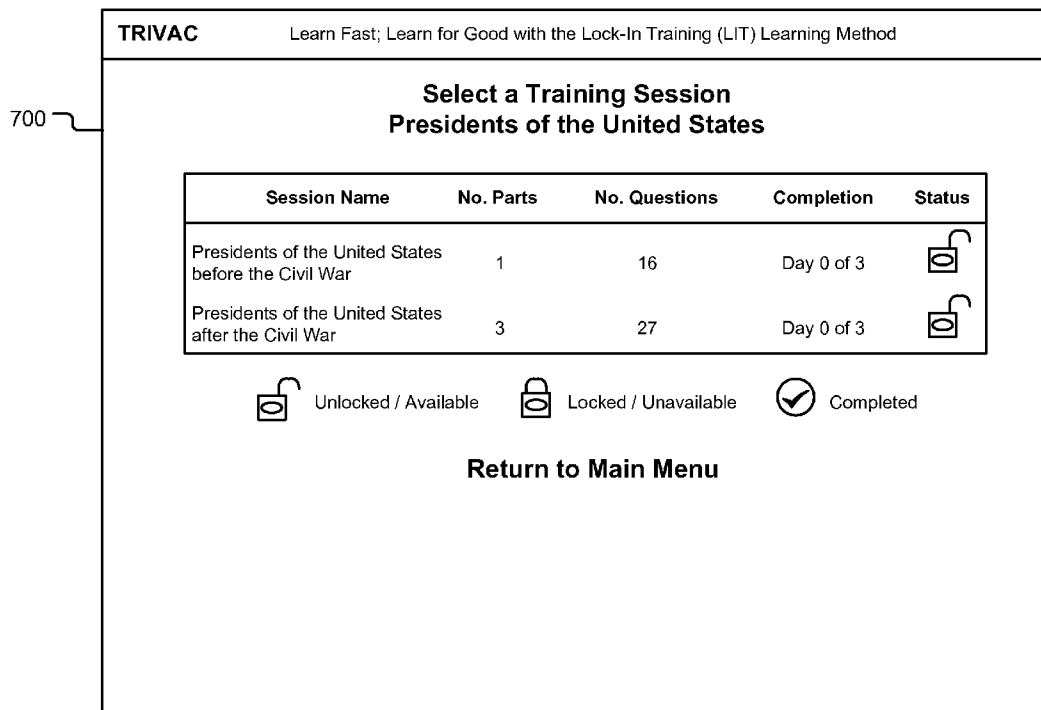 TRIVAC Learn Fast; Learn for Good with the Lock-In Training (LIT) Learning Method
Select a Training Session
Presidents of the United States
700
Session Name No. Parts No. Questions Completion Status
Presidents of the United States
before the Civil War 1 16 Day 0 of 3
Presidents of the United States
after the Civil War 3 27 Day 0 of 3
Unlocked / Available Locked / Unavailable Completed
Return to Main Menu